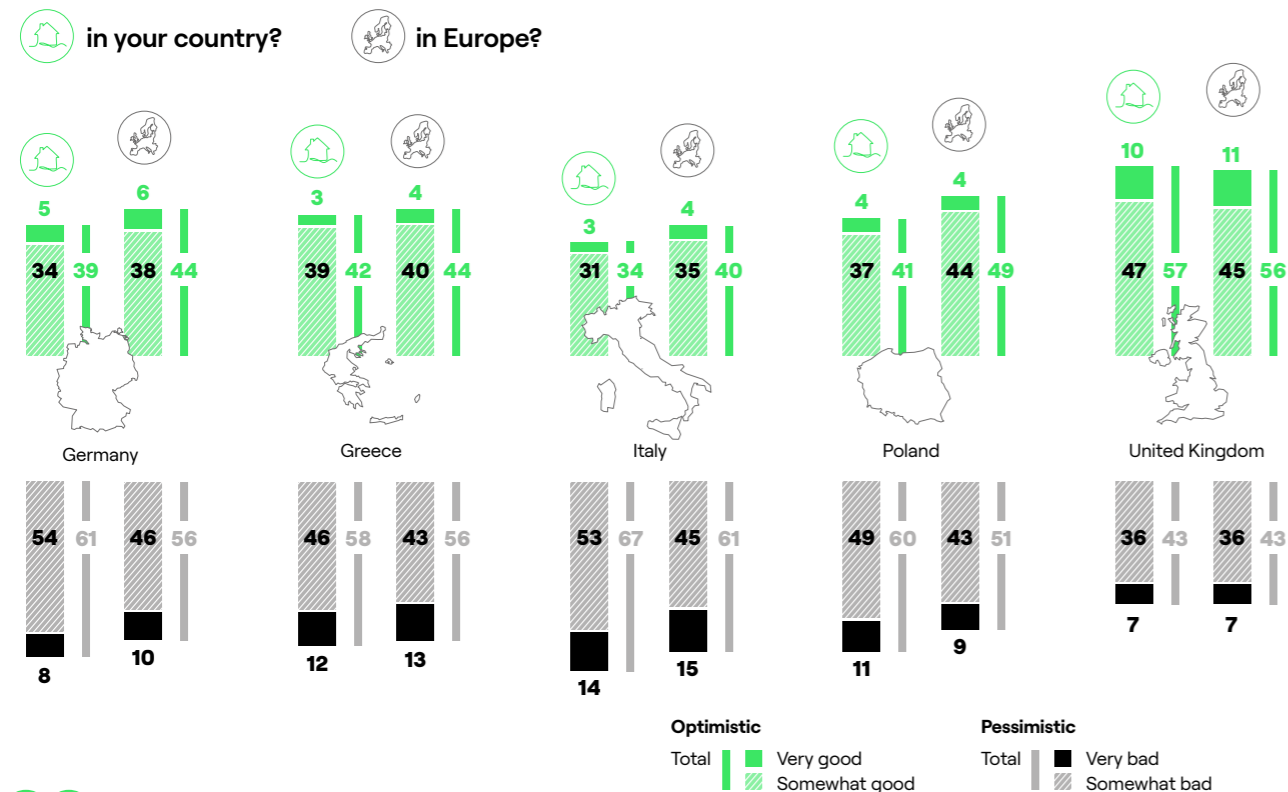 in your country? in Europe?
10 11
6 4
5 3 4 4
4
3
34 39 38 44 39 42 40 44 31 34 35 40 37 41 44 49 47 57 45 56
Germany Greece Italy Poland United Kingdom
54 61 46 56 46 58 43 56 53 67 45 61 49 60 43 51 36 43 36 43
7 7
8 10 12 13 14 15 11 9
Optimistic Pessimistic
Total Very good Total Very bad
Somewhat good Somewhat bad